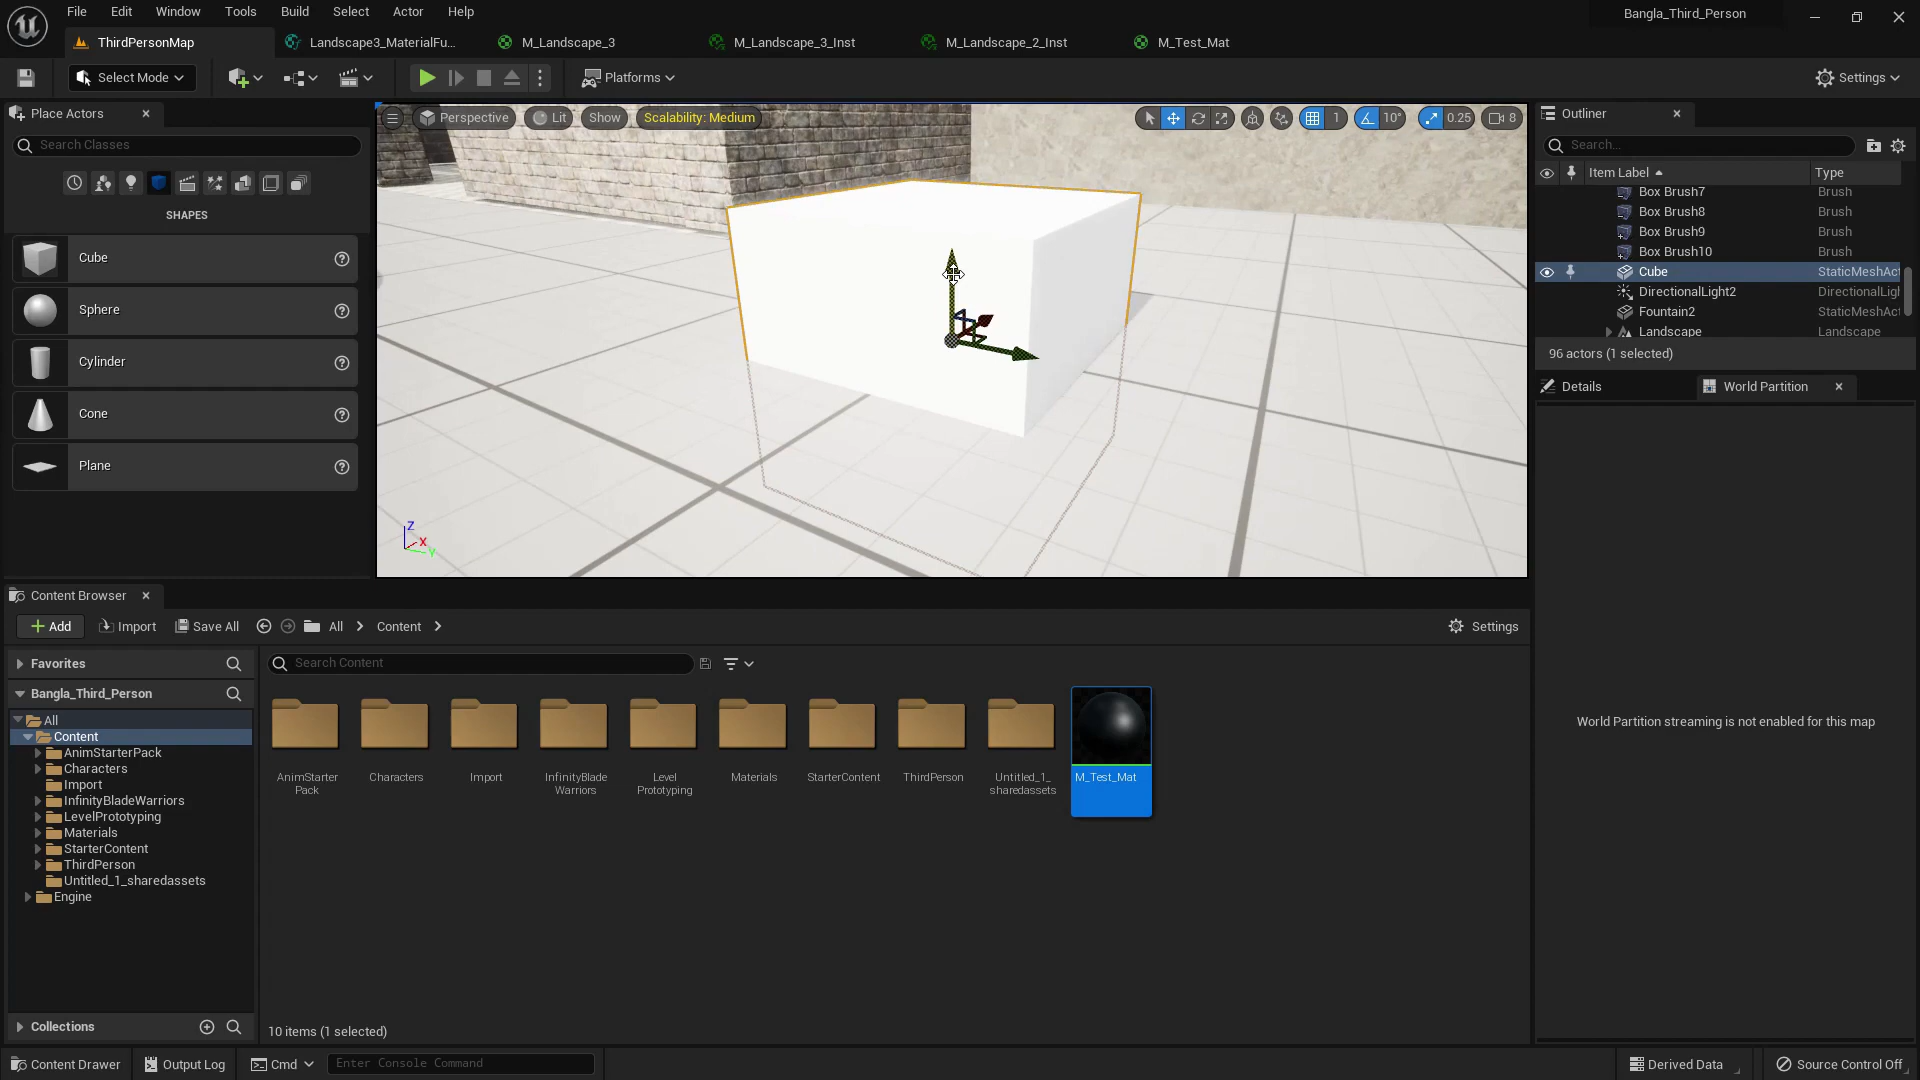 File Edit Window Tools Build Select Actor Help
Bangla_Third_Person
ThirdPersonMap
Landscape3_MaterialFu...
M_Landscape_3
M_Landscape_3_Inst
M_Landscape_2_Inst
M_Test_Mat
Select Mode
Platforms
Settings
Place Actors
Search Classes
SHAPES
Cube
Sphere
Cylinder
Cone
Plane
Perspective
Lit
Show
Scalability: Medium
1
10°
0.25
8
Z
X
Y
Outliner
Search...
Item Label Type
Box Brush7 Brush
Box Brush8 Brush
Box Brush9 Brush
Box Brush10 Brush
Cube StaticMeshAct
DirectionalLight2 DirectionalLigh
Fountain2 StaticMeshAct
Landscape Landscape
96 actors (1 selected)
Details
World Partition
World Partition streaming is not enabled for this map
Content Browser
Add
Import
Save All
All
Content
Settings
Favorites
Bangla_Third_Person
All
Content
AnimStarterPack
Characters
Import
InfinityBladeWarriors
LevelPrototyping
Materials
StarterContent
ThirdPerson
Untitled_1_sharedassets
Engine
Collections
Search Content
AnimStarter
Pack
Characters
Import
InfinityBlade
Warriors
Level
Prototyping
Materials
StarterContent
ThirdPerson
Untitled_1_
sharedassets
M_Test_Mat
10 items (1 selected)
Content Drawer
Output Log
Cmd
Enter Console Command
Derived Data
Source Control Off